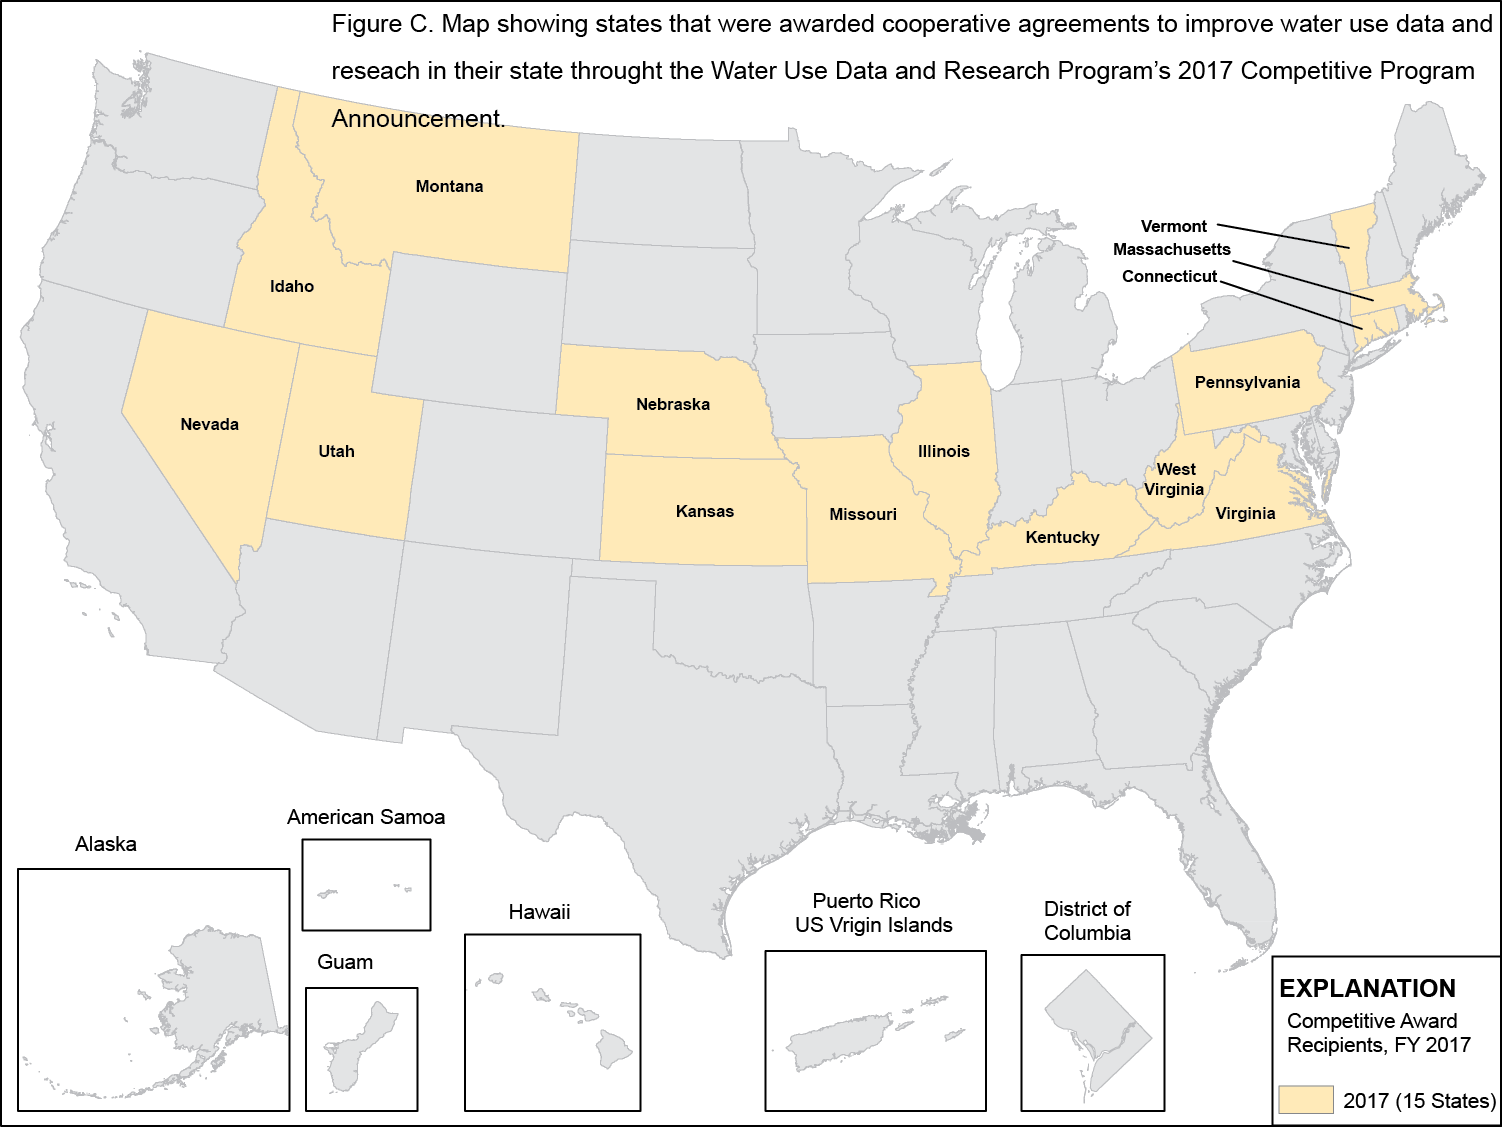 Figure C. Map showing states that were awarded cooperative agreements to improve water use data and
reseach in their state throught the Water Use Data and Research Program’s 2017 Competitive Program
Announcement.
Montana
Vermont
Massachusetts
Connecticut
Idaho
Pennsylvania
Nebraska
Nevada
Utah
Illinois
West
Virginia
Kansas
Missouri
Virginia
Kentucky
American Samoa
Alaska
Hawaii
Puerto Rico
US Vrigin Islands
District of
Columbia
Guam
EXPLANATION
Competitive Award
Recipients, FY 2017
2017 (15 States)